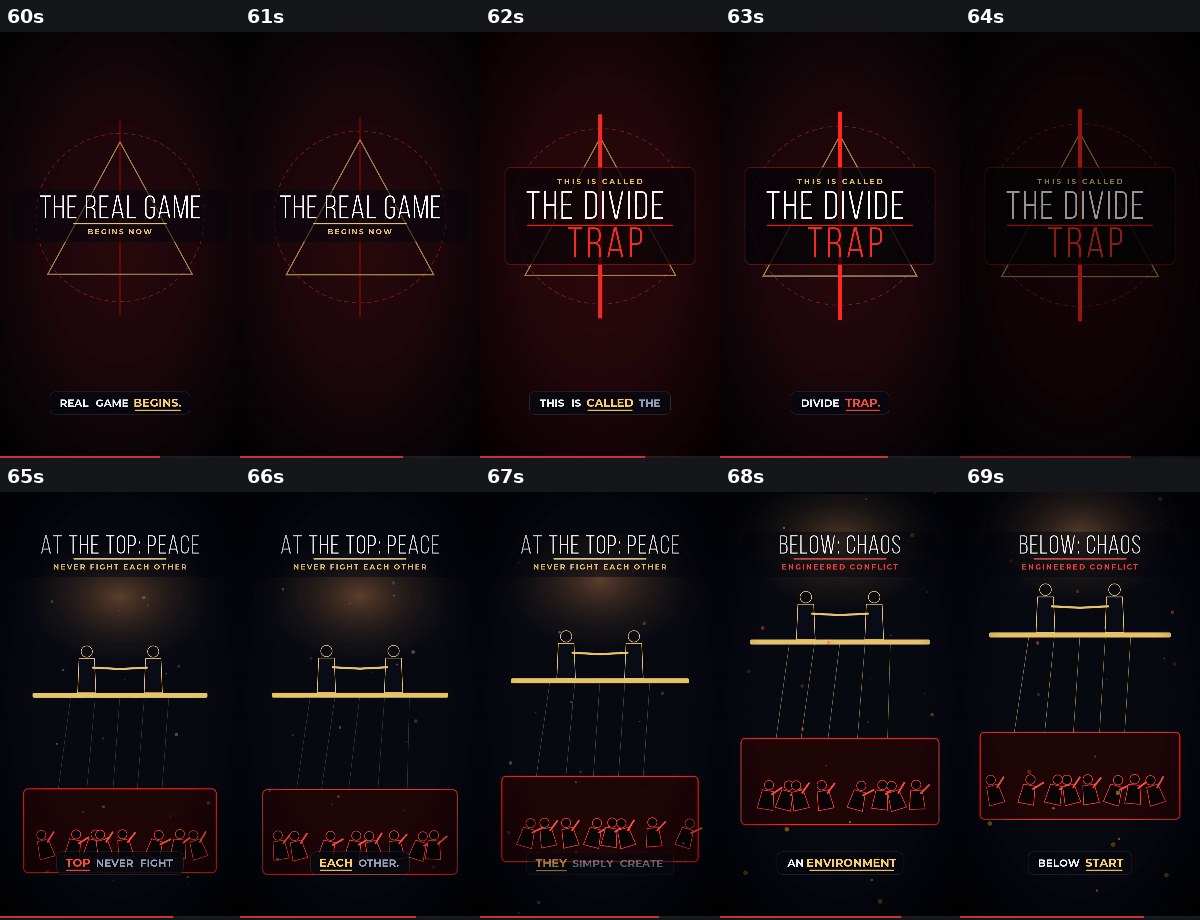 60s
THE REAL GAME
BEGINS NOW
REAL GAME BEGINS.
61s
THE REAL GAME
BEGINS NOW
62s
THIS IS CALLED
THE DIVIDE
TRAP
THIS IS CALLED THE
63s
THIS IS CALLED
THE DIVIDE
TRAP
DIVIDE TRAP.
64s
THIS IS CALLED
THE DIVIDE
TRAP
65s
AT THE TOP: PEACE
NEVER FIGHT EACH OTHER
TOP NEVER FIGHT
66s
AT THE TOP: PEACE
NEVER FIGHT EACH OTHER
EACH OTHER.
67s
AT THE TOP: PEACE
NEVER FIGHT EACH OTHER
THEY SIMPLY CREATE
68s
BELOW: CHAOS
ENGINEERED CONFLICT
AN ENVIRONMENT
69s
BELOW: CHAOS
ENGINEERED CONFLICT
BELOW START